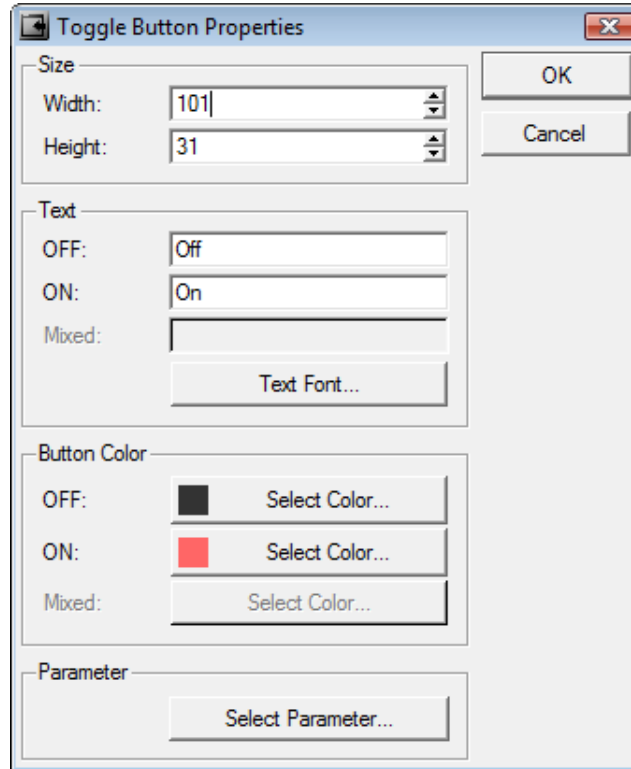 Toggle Button Properties
Size
Width: 101
Height: 31
OK
Cancel
Text
OFF: Off
ON: On
Mixed:
Text Font...
Button Color
OFF: Select Color...
ON: Select Color...
Mixed: Select Color...
Parameter
Select Parameter...